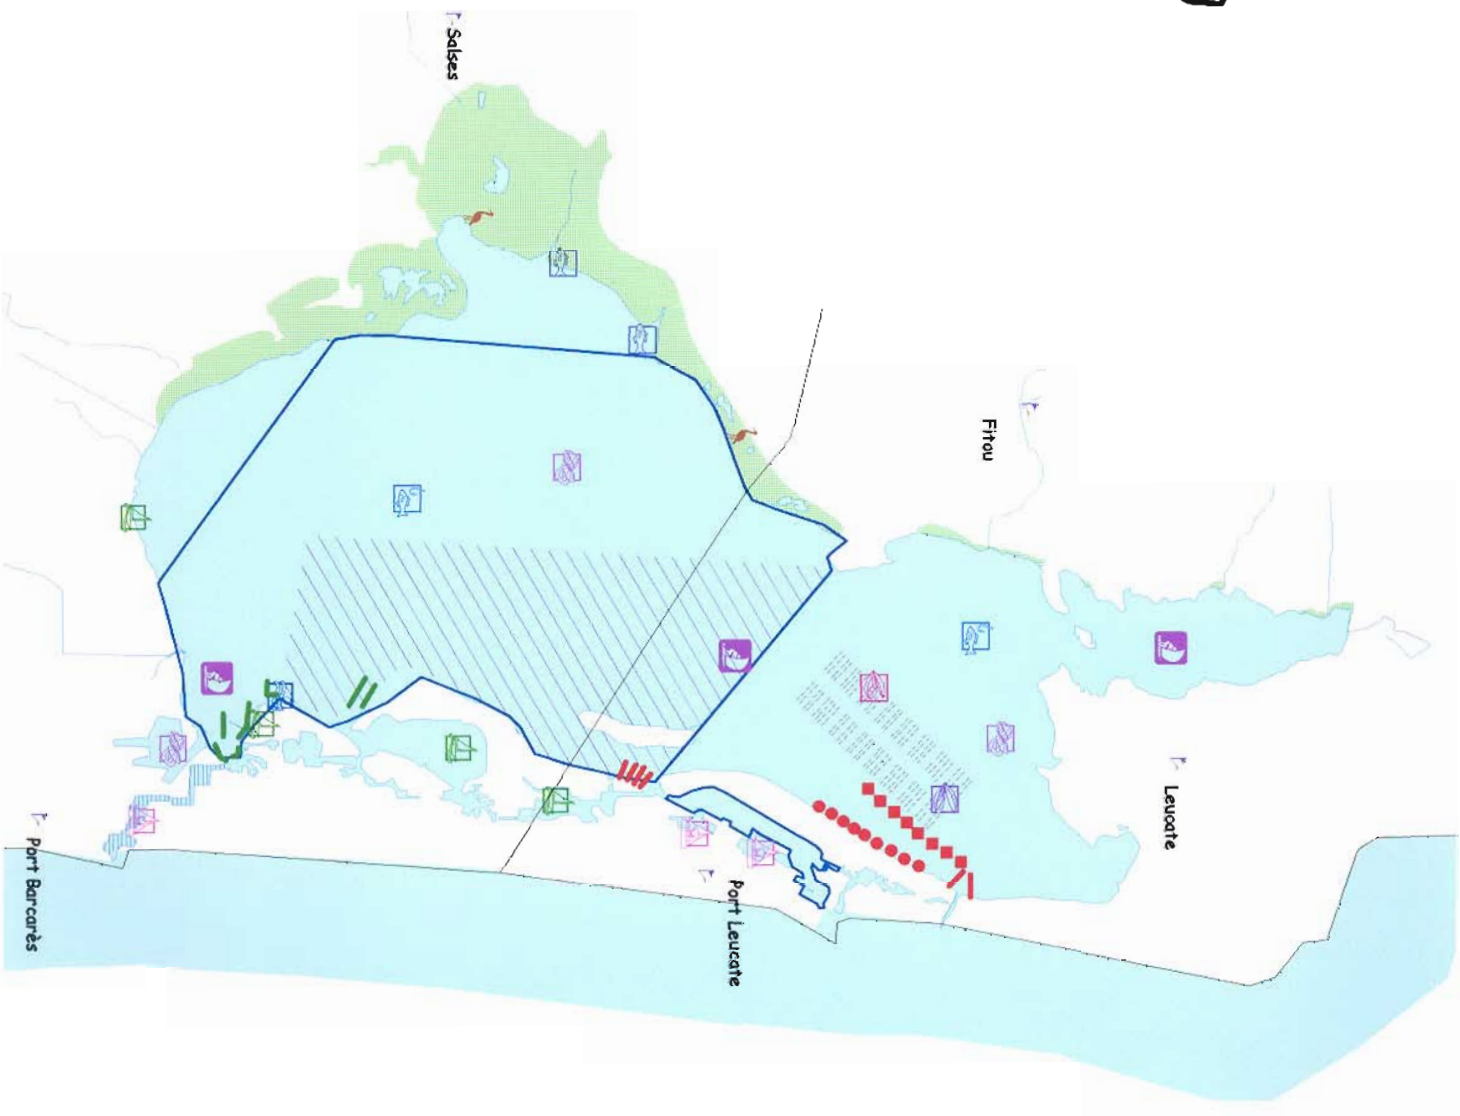 Salses
Fitou
Leucate
Port Leucate
Port Barcarès